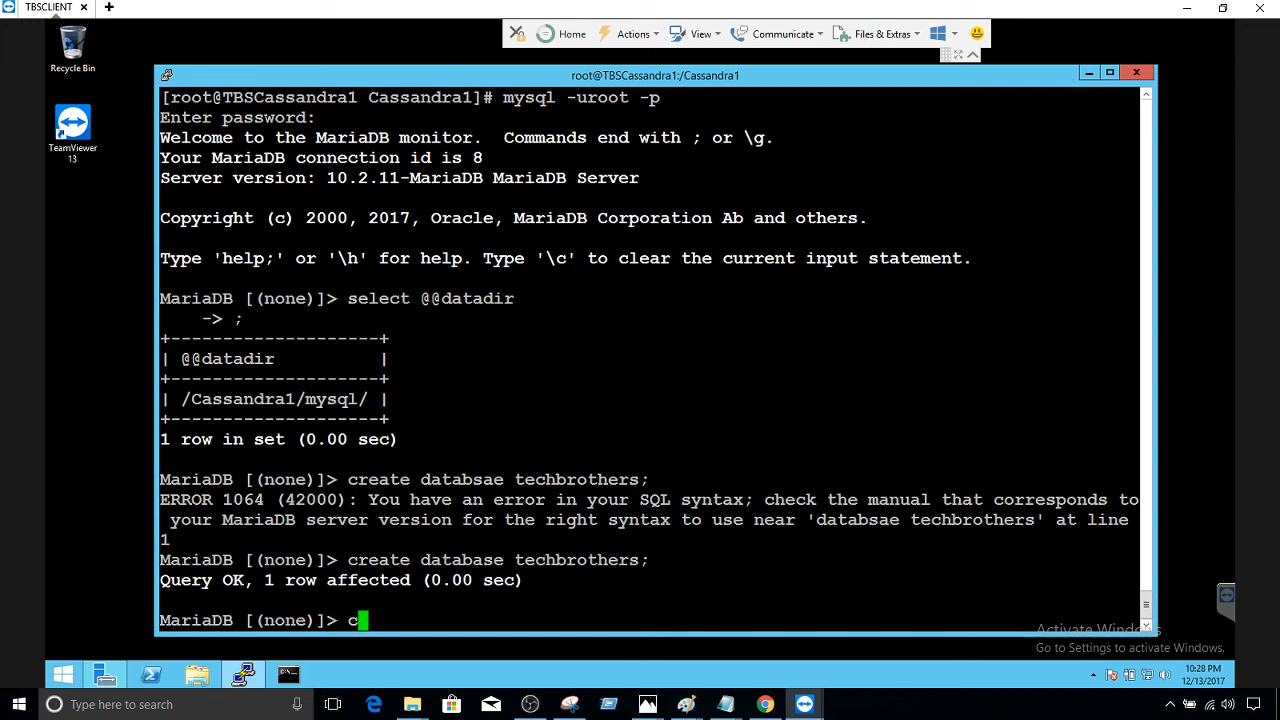 TBSCLIENT
Home Actions View Communicate Files & Extras
Recycle Bin
TeamViewer
13
root@TBSCassandra1:/Cassandra1
[root@TBSCassandra1 Cassandra1]# mysql -uroot -p
Enter password:
Welcome to the MariaDB monitor.  Commands end with ; or \g.
Your MariaDB connection id is 8
Server version: 10.2.11-MariaDB MariaDB Server
Copyright (c) 2000, 2017, Oracle, MariaDB Corporation Ab and others.
Type 'help;' or '\h' for help. Type '\c' to clear the current input statement.
MariaDB [(none)]> select @@datadir
    -> ;
+--------------------+
| @@datadir          |
+--------------------+
| /Cassandra1/mysql/ |
+--------------------+
1 row in set (0.00 sec)
MariaDB [(none)]> create databsae techbrothers;
ERROR 1064 (42000): You have an error in your SQL syntax; check the manual that corresponds to
 your MariaDB server version for the right syntax to use near 'databsae techbrothers' at line
1
MariaDB [(none)]> create database techbrothers;
Query OK, 1 row affected (0.00 sec)
MariaDB [(none)]> c
Activate Windows
Go to Settings to activate Windows.
10:28 PM
12/13/2017
Type here to search
10:28 PM
12/13/2017